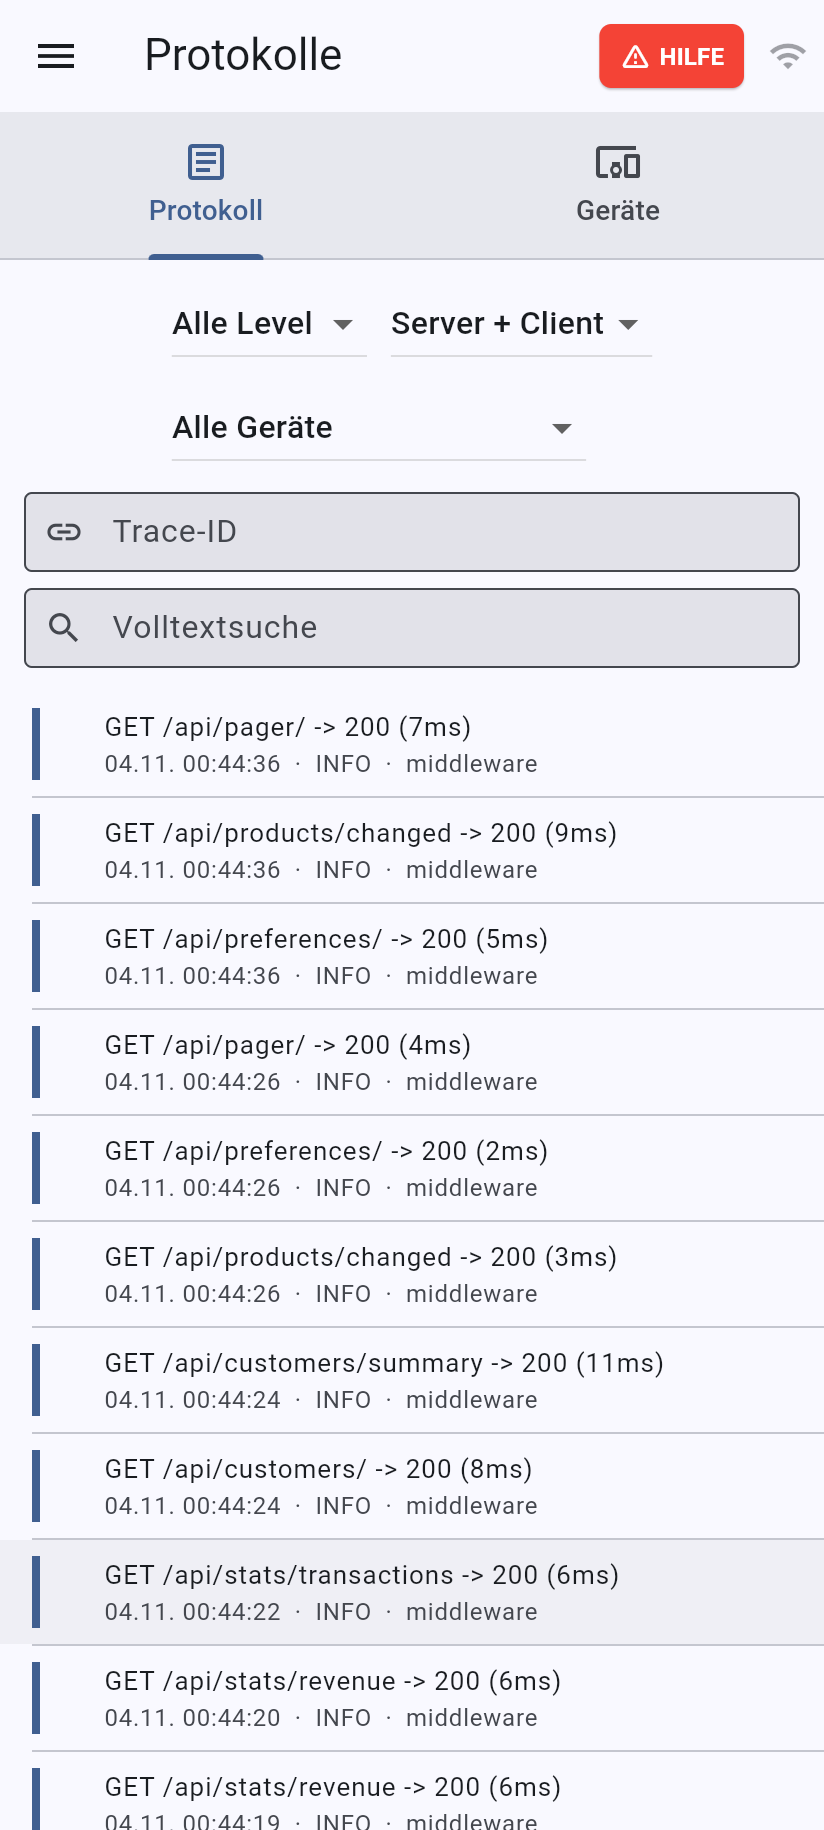 Protokolle
HILFE
Protokoll
Geräte
Alle Level
Server + Client
Alle Geräte
Trace-ID
Volltextsuche
GET /api/pager/ -> 200 (7ms)
04.11. 00:44:36 · INFO · middleware
GET /api/products/changed -> 200 (9ms)
04.11. 00:44:36 · INFO · middleware
GET /api/preferences/ -> 200 (5ms)
04.11. 00:44:36 · INFO · middleware
GET /api/pager/ -> 200 (4ms)
04.11. 00:44:26 · INFO · middleware
GET /api/preferences/ -> 200 (2ms)
04.11. 00:44:26 · INFO · middleware
GET /api/products/changed -> 200 (3ms)
04.11. 00:44:26 · INFO · middleware
GET /api/customers/summary -> 200 (11ms)
04.11. 00:44:24 · INFO · middleware
GET /api/customers/ -> 200 (8ms)
04.11. 00:44:24 · INFO · middleware
GET /api/stats/transactions -> 200 (6ms)
04.11. 00:44:22 · INFO · middleware
GET /api/stats/revenue -> 200 (6ms)
04.11. 00:44:20 · INFO · middleware
GET /api/stats/revenue -> 200 (6ms)
04.11. 00:44:19 · INFO · middleware